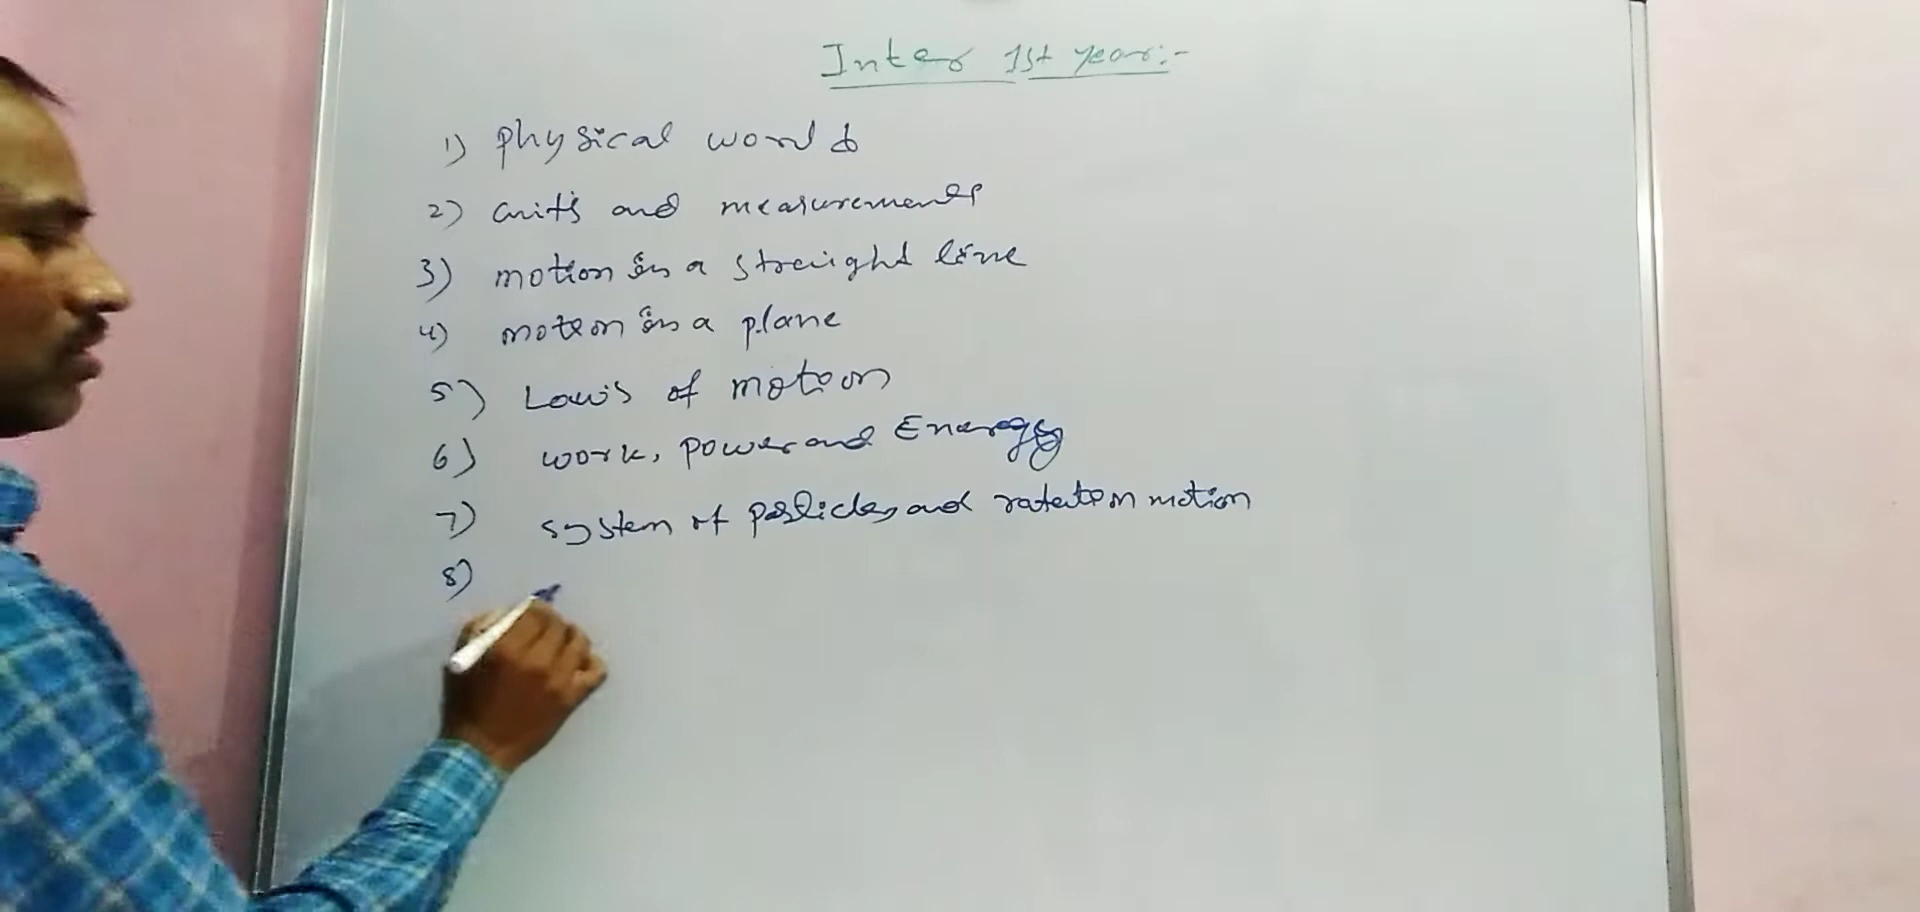 Inter 1st year:-
1) physical world
2) units and measurements
3) motion in a straight line
4) motion in a plane
5) Law's of motion
6) work, power and Energy
7) system of particles and rotation motion
8)